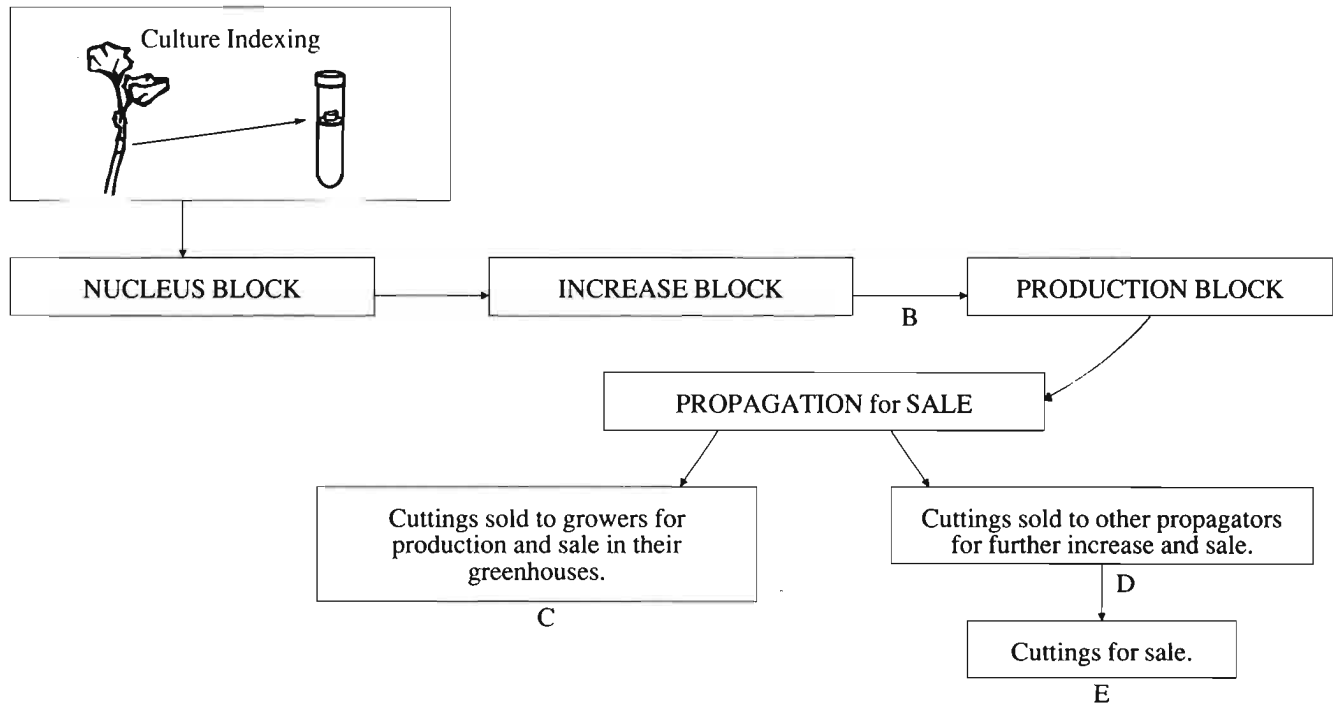 Culture Indexing
NUCLEUS BLOCK
INCREASE BLOCK
PRODUCTION BLOCK
B
PROPAGATION for SALE
Cuttings sold to growers for
production and sale in their
greenhouses.
C
Cuttings sold to other propagators
for further increase and sale.
D
Cuttings for sale.
E